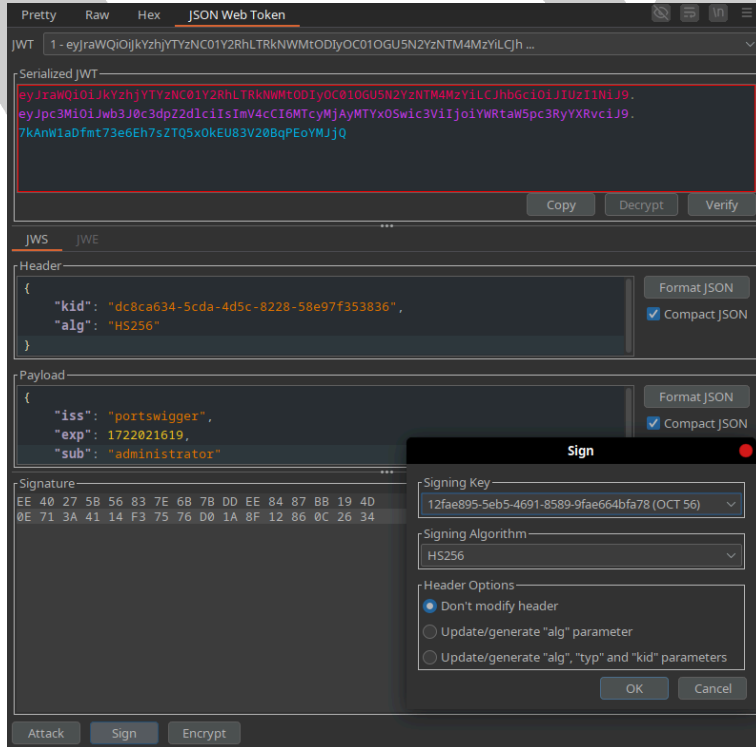 Pretty Raw Hex JSON Web Token
JWT 1 - eyJraWQiOiJkYzhjYTYzNC01Y2RhLTRkNWMtODIyOC01OGU5N2YzNTM4MzYiLCJh ...
Serialized JWT
eyJraWQiOiJkYzhjYTYzNC01Y2RhLTRkNWMtODIyOC01OGU5N2YzNTM4MzYiLCJhbGciOiJIUzI1NiJ9.
eyJpc3MiOiJwb3J0c3dpZ2dlciIsImV4cCI6MTcyMjAyMTYxOSwic3ViIjoiYWRtaW5pc3RyYXRvciJ9.
7kAnW1aDfmt73e6Eh7sZTQ5xOkEU83V20BqPEoYMJjQ
Copy Decrypt Verify
JWS JWE
Header
{
"kid": "dc8ca634-5cda-4d5c-8228-58e97f353836",
"alg": "HS256"
}
Format JSON
Compact JSON
Payload
{
"iss": "portswigger",
"exp": 1722021619,
"sub": "administrator"
Format JSON
Compact JSON
Signature
EE 40 27 5B 56 83 7E 6B 7B DD EE 84 87 BB 19 4D
0E 71 3A 41 14 F3 75 76 D0 1A 8F 12 86 0C 26 34
Sign
Signing Key
12fae895-5eb5-4691-8589-9fae664bfa78 (OCT 56)
Signing Algorithm
HS256
Header Options
Don't modify header
Update/generate "alg" parameter
Update/generate "alg", "typ" and "kid" parameters
OK Cancel
Attack Sign Encrypt